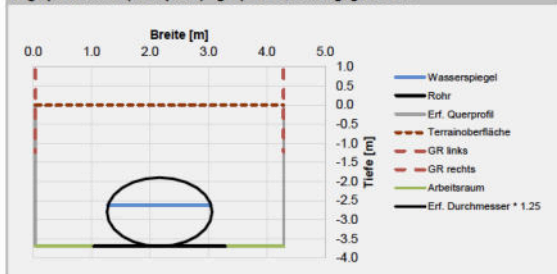 Breite [m]
0.0 1.0 2.0 3.0 4.0 5.0
1.0
0.5
0.0
-0.5
-1.0
-1.5
-2.0
-2.5
-3.0
-3.5
-4.0
Tiefe [m]
Wasserspiegel
Rohr
Erf. Querprofil
Terrainoberfläche
GR links
GR rechts
Arbeitsraum
Erf. Durchmesser * 1.25